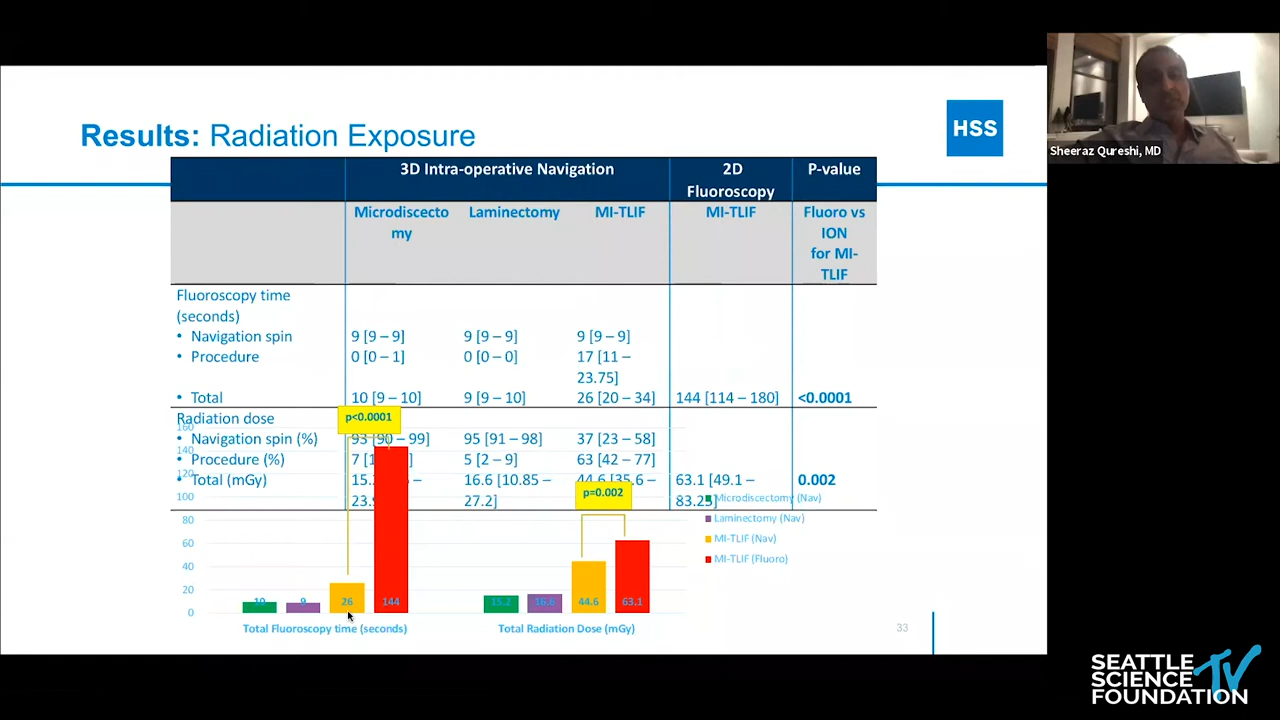 Results: Radiation Exposure
HSS
Sheeraz Qureshi, MD
3D Intra-operative Navigation
2D Fluoroscopy
P-value
Microdiscecto
my
Laminectomy
MI-TLIF
MI-TLIF
Fluoro vs
ION
for MI-
TLIF
Fluoroscopy time
(seconds)
• Navigation spin 9 [9 – 9] 9 [9 – 9] 9 [9 – 9]
• Procedure 0 [0 – 1] 0 [0 – 0] 17 [11 –
23.75]
• Total 10 [9 – 10] 9 [9 – 10] 26 [20 – 34] 144 [114 – 180] <0.0001
Radiation dose
• Navigation spin (%) 93 [90 – 99] 95 [91 – 98] 37 [23 – 58]
• Procedure (%) 5 [2 – 9] 63 [42 – 77]
• Total (mGy) 16.6 [10.85 – 44.6 [35.6 – 63.1 [49.1 – 0.002
27.2] 83.25]
p<0.0001
p=0.002
160
140
120
100
80
60
40
20
0
10
9
26
144
15.2
16.6
44.6
63.1
Total Fluoroscopy time (seconds)
Total Radiation Dose (mGy)
Microdiscectomy (Nav)
Laminectomy (Nav)
MI-TLIF (Nav)
MI-TLIF (Fluoro)
33
SEATTLE
SCIENCE
FOUNDATION
TV